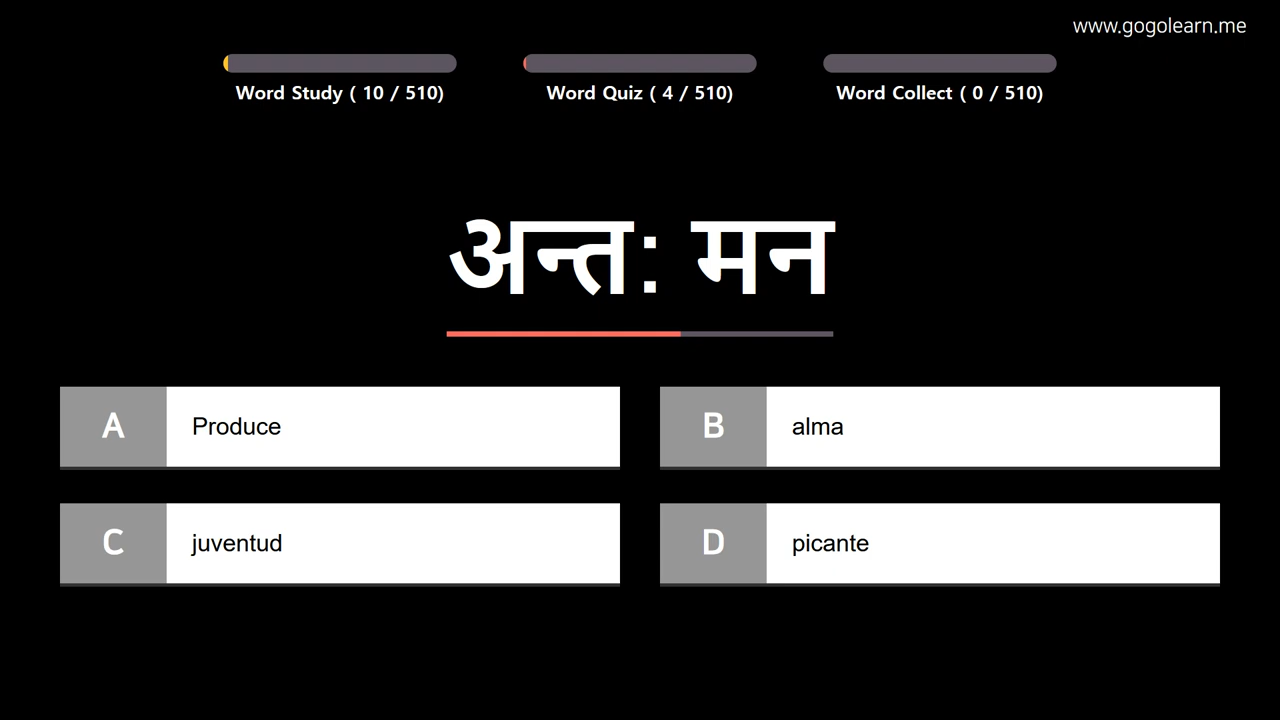 www.gogolearn.me
Word Study ( 10 / 510)
Word Quiz ( 4 / 510)
Word Collect ( 0 / 510)
अन्त: मन
A Produce
B alma
C juventud
D picante